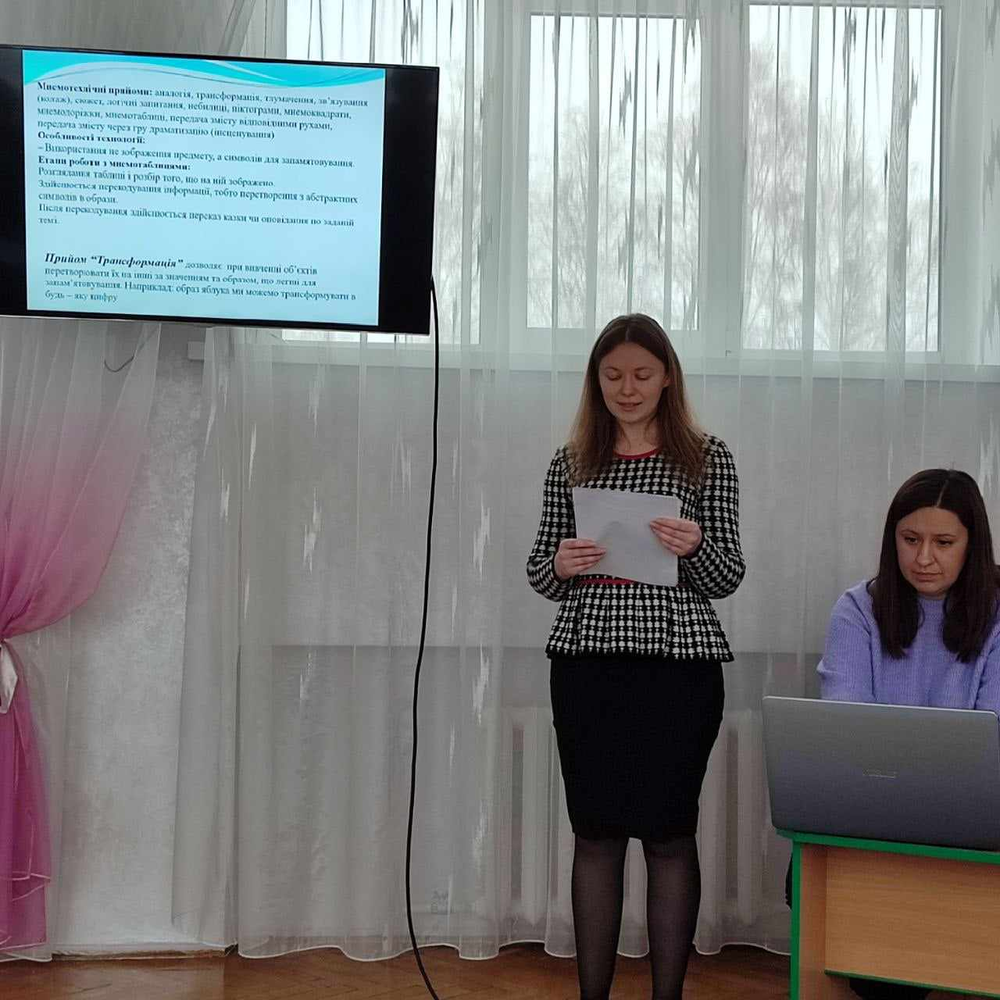 Мнемотехнічні прийоми: аналогія, трансформація, тлумачення, зв’язування
(колаж), сюжет, логічні запитання, небилиці, піктограми, мнемоквадрати,
мнемодоріжки, мнемотаблиці, передача змісту відповідними рухами,
передача змісту через гру драматизацію (інсценування)
Особливості технології:
– Використання не зображення предмету, а символів для запамятовування.
Етапи роботи з мнемотаблицями:
Розглядання таблиці і розбір того, що на ній зображено.
Здійснюється перекодування інформації, тобто перетворення з абстрактних
символів в образи.
Після перекодування здійснюється переказ казки чи оповідання по заданій
темі.
Прийом “Трансформація” дозволяє при вивченні об’єктів
перетворювати їх на інші за значенням та образом, що легші для
запам’ятовування. Наприклад: образ яблука ми можемо трансформувати в
будь – яку цифру